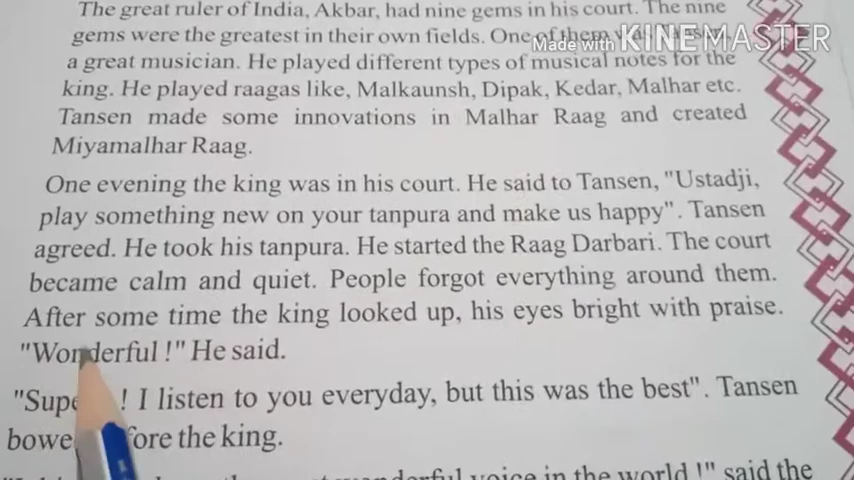 The great ruler of India, Akbar, had nine gems in his court. The nine
gems were the greatest in their own fields. One of them was Tansen,
Made with KINEMASTER
a great musician. He played different types of musical notes for the
king. He played raagas like, Malkaunsh, Dipak, Kedar, Malhar etc.
Tansen made some innovations in Malhar Raag and created
Miyamalhar Raag.
One evening the king was in his court. He said to Tansen, "Ustadji,
play something new on your tanpura and make us happy". Tansen
agreed. He took his tanpura. He started the Raag Darbari. The court
became calm and quiet. People forgot everything around them.
After some time the king looked up, his eyes bright with praise.
"Wonderful !" He said.
! I listen to you everyday, but this was the best". Tansen
the king.
voice in the world !" said the